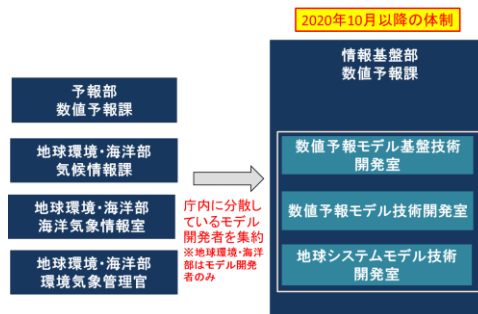 2020年10月以降の体制
予報部
数値予報課
地球環境・海洋部
気候情報課
地球環境・海洋部
海洋気象情報室
地球環境・海洋部
環境気象管理官
庁内に分散し
ているモデル
開発者を集約
※地球環境・海洋
部はモデル開発
者のみ
情報基盤部
数値予報課
数値予報モデル基盤技術
開発室
数値予報モデル技術開発室
地球システムモデル技術
開発室